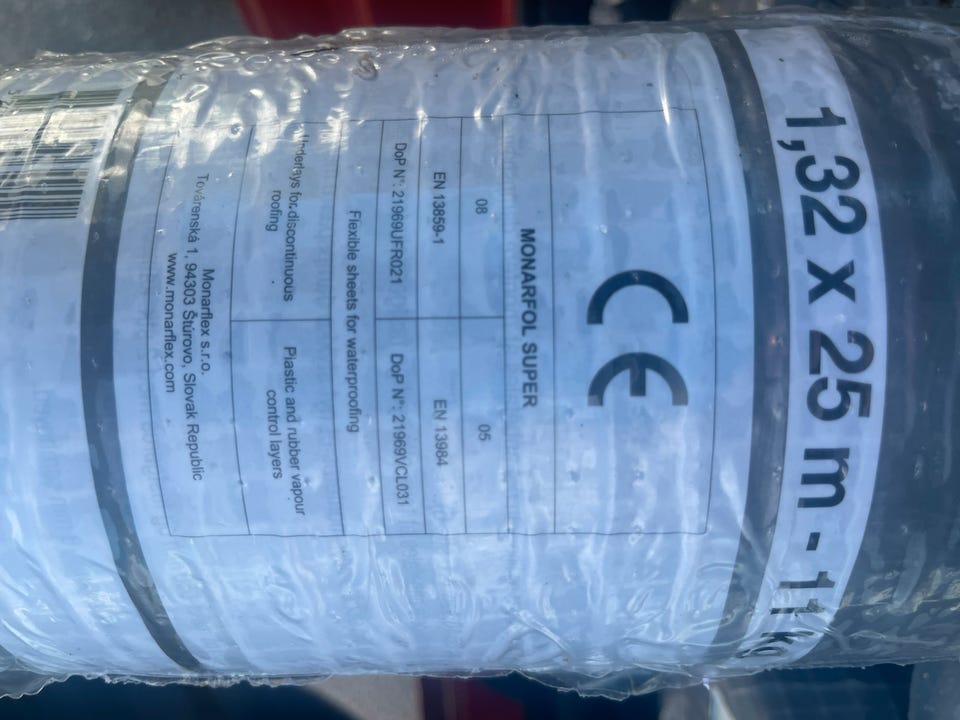 1,32 x 25 m - 11 kg
CE
MONARFOL SUPER
08 05
EN 13859-1 EN 13984
DoP N°: 21969UFR021 DoP N°: 21969VCL031
Flexible sheets for waterproofing
Underlays for discontinuous
roofing
Plastic and rubber vapour
control layers
Monarflex s.r.o.
Továrenská 1, 94303 Štúrovo, Slovak Republic
www.monarflex.com